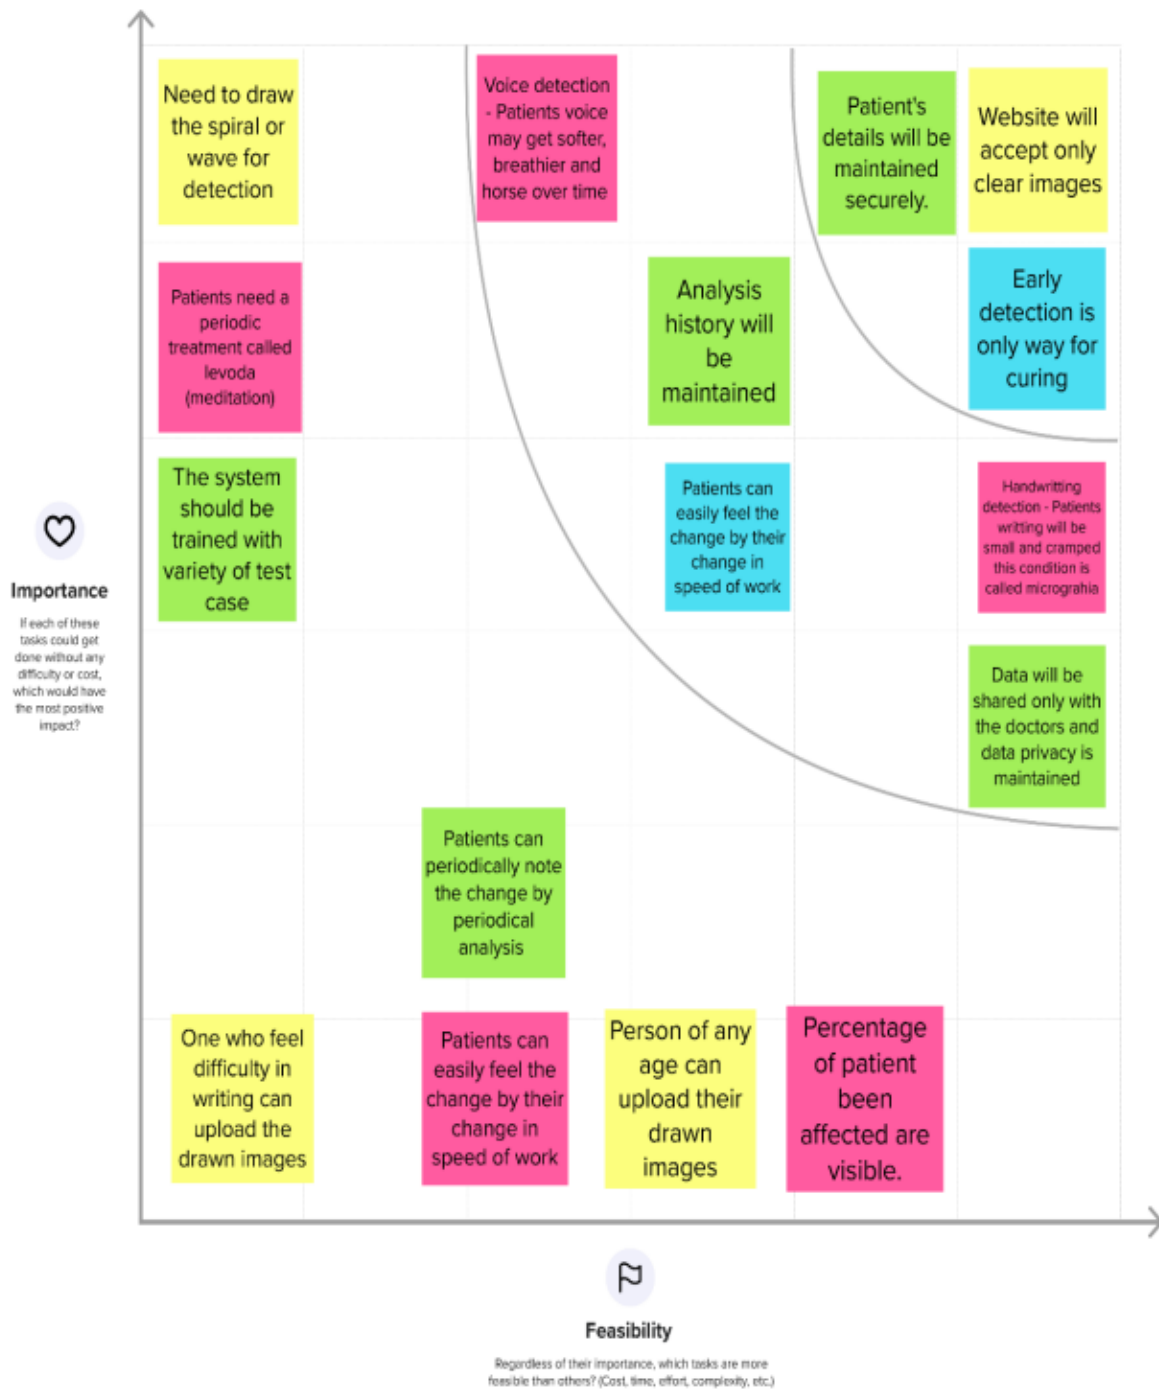 Need to draw
the spiral or
wave for
detection
Voice detection
- Patients voice
may get softer,
breathier and
horse over time
Patient's
details will be
maintained
securely.
Website will
accept only
clear images
Patients need a
periodic
treatment called
levoda
(meditation)
Analysis
history will
be
maintained
Early
detection is
only way for
curing
The system
should be
trained with
variety of test
case
Patients can
easily feel the
change by their
change in
speed of work
Handwritting
detection - Patients
writting will be
small and cramped
this condition is
called micrograhia
Importance
If each of these
tasks could get
done without any
difficulty or cost,
which would have
the most positive
impact?
Data will be
shared only with
the doctors and
data privacy is
maintained
Patients can
periodically note
the change by
periodical
analysis
One who feel
difficulty in
writing can
upload the
drawn images
Patients can
easily feel the
change by their
change in
speed of work
Person of any
age can
upload their
drawn
images
Percentage
of patient
been
affected are
visible.
Feasibility
Regardless of their importance, which tasks are more
feasible than others? (Cost, time, effort, complexity, etc.)